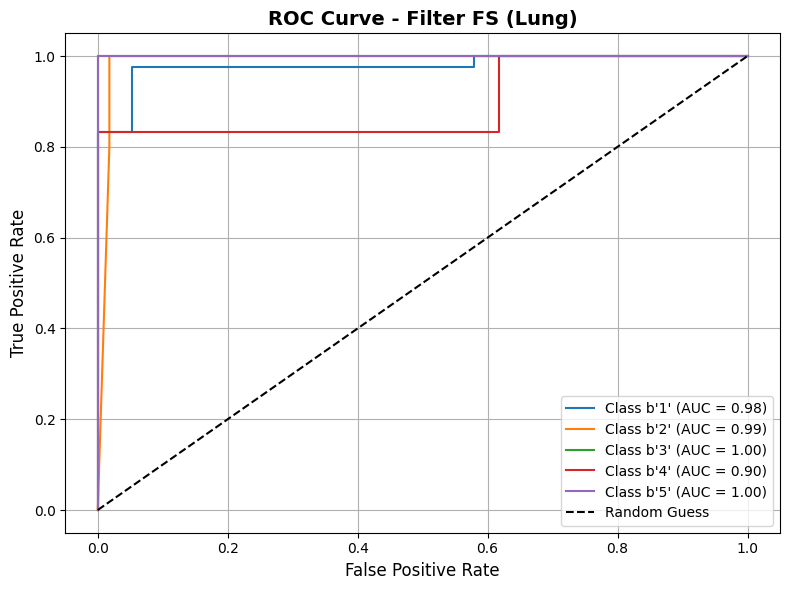 ROC Curve - Filter FS (Lung)
True Positive Rate
1.0
0.8
0.6
0.4
0.2
0.0
0.0 0.2 0.4 0.6 0.8 1.0
False Positive Rate
Class b'1' (AUC = 0.98)
Class b'2' (AUC = 0.99)
Class b'3' (AUC = 1.00)
Class b'4' (AUC = 0.90)
Class b'5' (AUC = 1.00)
Random Guess